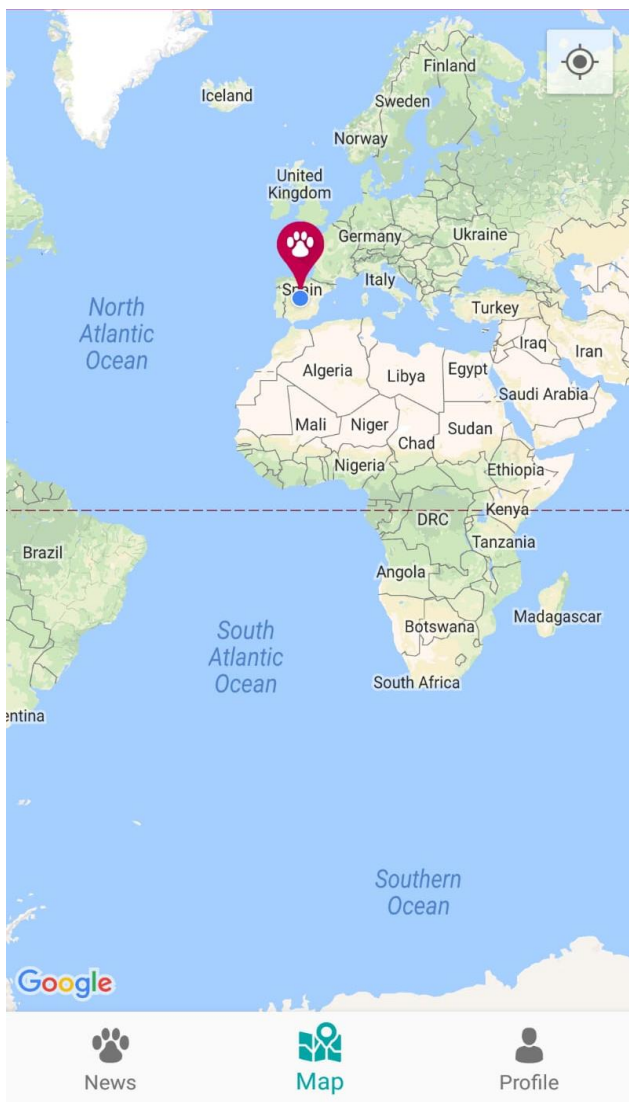 Finland
Iceland
Sweden
Norway
United
Kingdom
Germany
Ukraine
Spain
Italy
North
Atlantic
Ocean
Turkey
Iraq
Iran
Algeria
Libya
Egypt
Saudi Arabia
Mali
Niger
Chad
Sudan
Nigeria
Ethiopia
DRC
Kenya
Brazil
Tanzania
Angola
Madagascar
Botswana
South
Atlantic
Ocean
South Africa
entina
Southern
Ocean
Google
News
Map
Profile